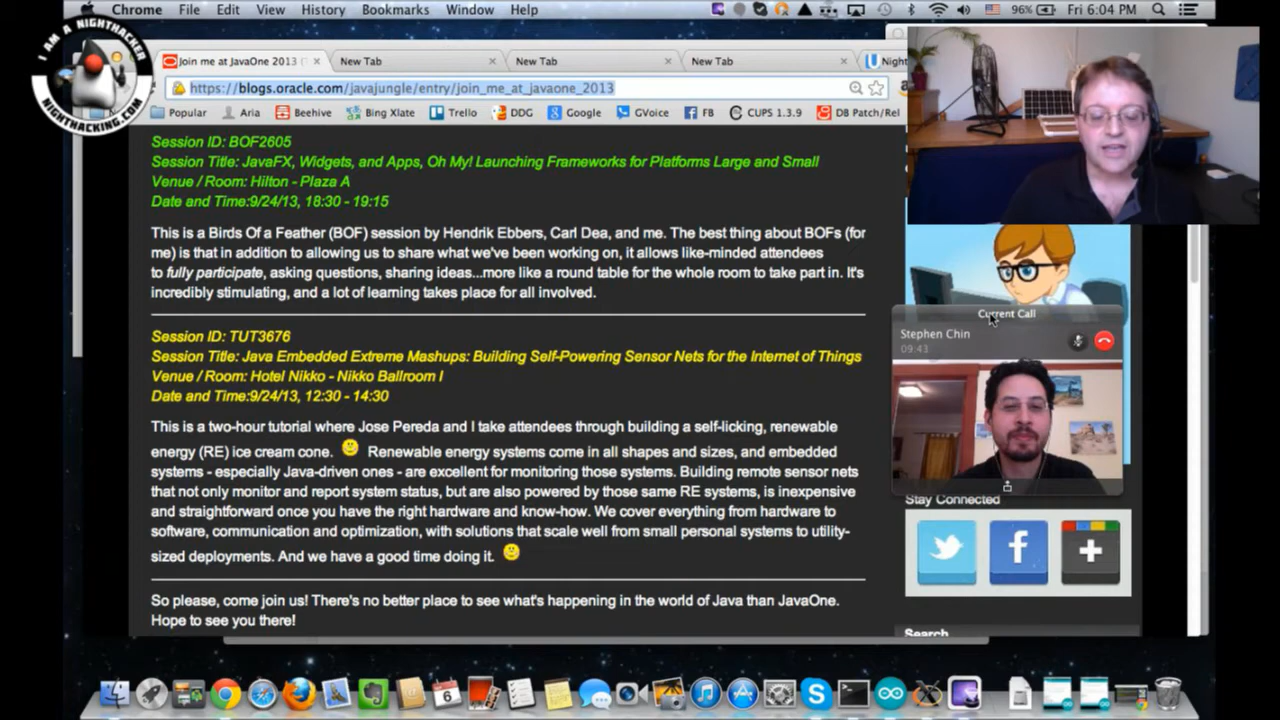 Chrome File Edit View History Bookmarks Window Help 96% Fri 6:04 PM
I AM A NIGHTHACKER
NIGHTHACKING.COM
Join me at JavaOne 2013 New Tab New Tab New Tab Night
https://blogs.oracle.com/javajungle/entry/join_me_at_javaone_2013
Popular Aria Beehive Bing Xlate Trello DDG Google GVoice FB CUPS 1.3.9 DB Patch/Rel
Session ID: BOF2605
Session Title: JavaFX, Widgets, and Apps, Oh My! Launching Frameworks for Platforms Large and Small
Venue / Room: Hilton - Plaza A
Date and Time:9/24/13, 18:30 - 19:15
This is a Birds Of a Feather (BOF) session by Hendrik Ebbers, Carl Dea, and me. The best thing about BOFs (for
me) is that in addition to allowing us to share what we've been working on, it allows like-minded attendees
to fully participate, asking questions, sharing ideas...more like a round table for the whole room to take part in. It's
incredibly stimulating, and a lot of learning takes place for all involved.
Session ID: TUT3676
Session Title: Java Embedded Extreme Mashups: Building Self-Powering Sensor Nets for the Internet of Things
Venue / Room: Hotel Nikko - Nikko Ballroom I
Date and Time:9/24/13, 12:30 - 14:30
This is a two-hour tutorial where Jose Pereda and I take attendees through building a self-licking, renewable
energy (RE) ice cream cone. Renewable energy systems come in all shapes and sizes, and embedded
systems - especially Java-driven ones - are excellent for monitoring those systems. Building remote sensor nets
that not only monitor and report system status, but are also powered by those same RE systems, is inexpensive
and straightforward once you have the right hardware and know-how. We cover everything from hardware to
software, communication and optimization, with solutions that scale well from small personal systems to utility-
sized deployments. And we have a good time doing it.
So please, come join us! There's no better place to see what's happening in the world of Java than JavaOne.
Hope to see you there!
Current Call
Stephen Chin
09:43
Stay Connected
Search
6